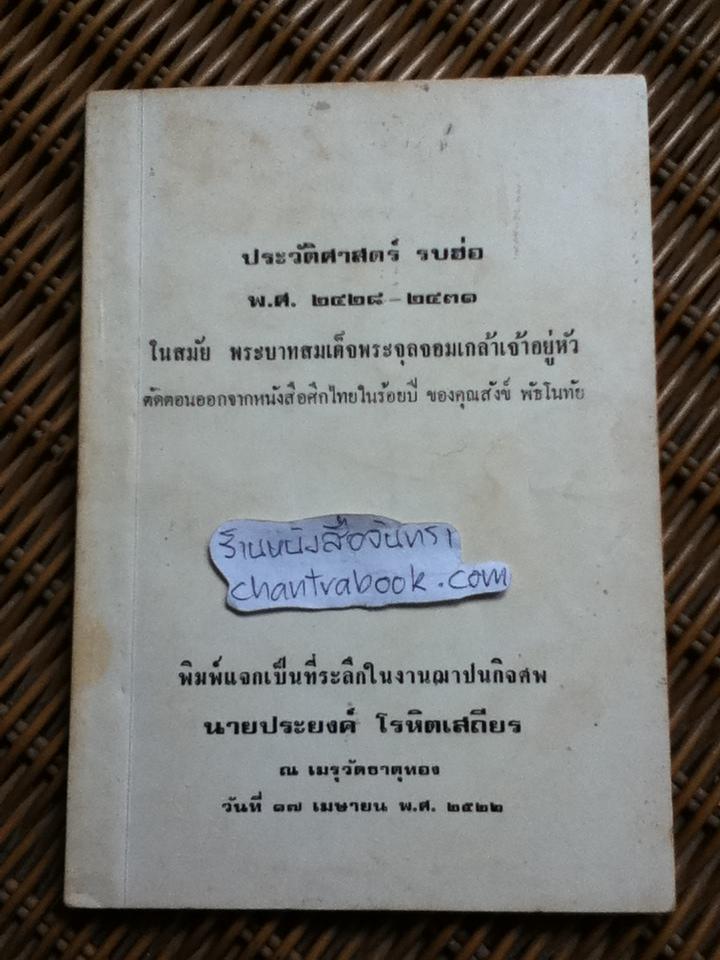 ประวัติศาสตร์ รบฮ่อ
พ.ศ. ๒๔๒๘ - ๒๔๓๑
ในสมัย พระบาทสมเด็จพระจุลจอมเกล้าเจ้าอยู่หัว
ตัดตอนออกจากหนังสือศึกไทยในร้อยปี ของคุณสังข์ พัธโนทัย
ร้านหนังสือจันทรา
chantrabook.com
พิมพ์แจกเป็นที่ระลึกในงานฌาปนกิจศพ
นายประยงค์ โรหิตเสถียร
ณ เมรุวัดธาตุทอง
วันที่ ๑๗ เมษายน พ.ศ. ๒๕๒๒